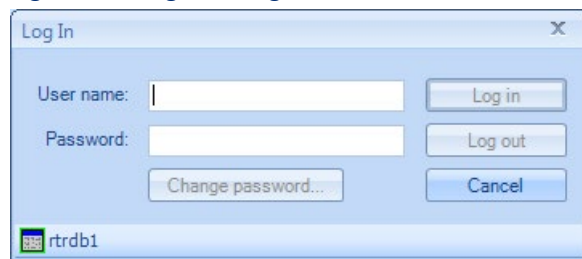 Log In
User name: Log in
Password: Log out
Change password... Cancel
rtrdb1